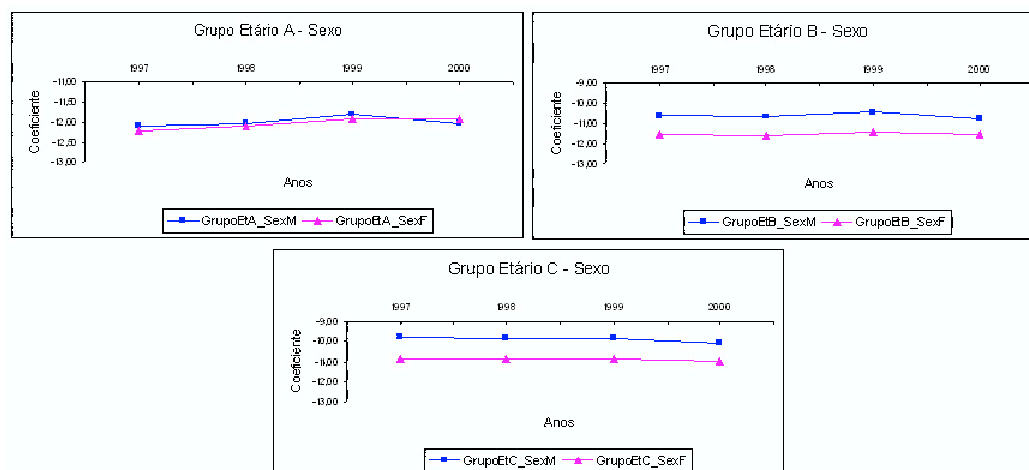 Grupo Etário A - Sexo
1997 1998 1999 2000
-11,00
-11,50
-12,00
-12,50
-13,00
Coeficiente
Anos
GrupoEtA_SexM GrupoEtA_SexF
Grupo Etário B - Sexo
1997 1998 1999 2000
-9,00
-10,00
-11,00
-12,00
-13,00
Coeficiente
Anos
GrupoEtB_SexM GrupoEtB_SexF
Grupo Etário C - Sexo
1997 1998 1999 2000
-9,00
-10,00
-11,00
-12,00
-13,00
Coeficiente
Anos
GrupoEtC_SexM GrupoEtC_SexF